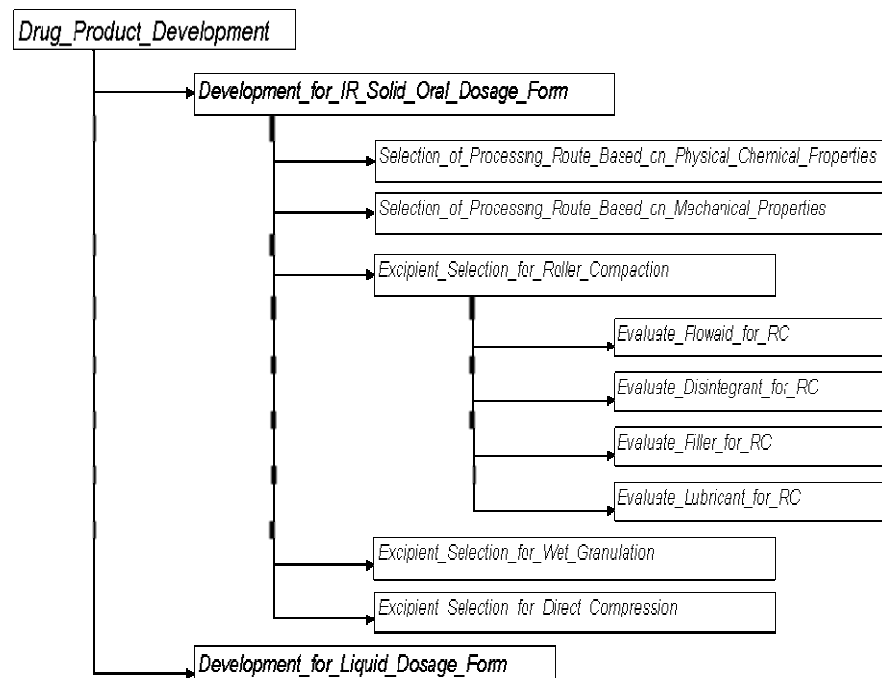 Drug_Product_Development
Development_for_IR_Solid_Oral_Dosage_Form
Selection_of_Processing_Route_Based_on_Physical_Chemical_Properties
Selection_of_Processing_Route_Based_on_Mechanical_Properties
Excipient_Selection_for_Roller_Compaction
Evaluate_Flowaid_for_RC
Evaluate_Disintegrant_for_RC
Evaluate_Filler_for_RC
Evaluate_Lubricant_for_RC
Excipient_Selection_for_Wet_Granulation
Excipient_Selection_for_Direct_Compression
Development_for_Liquid_Dosage_Form